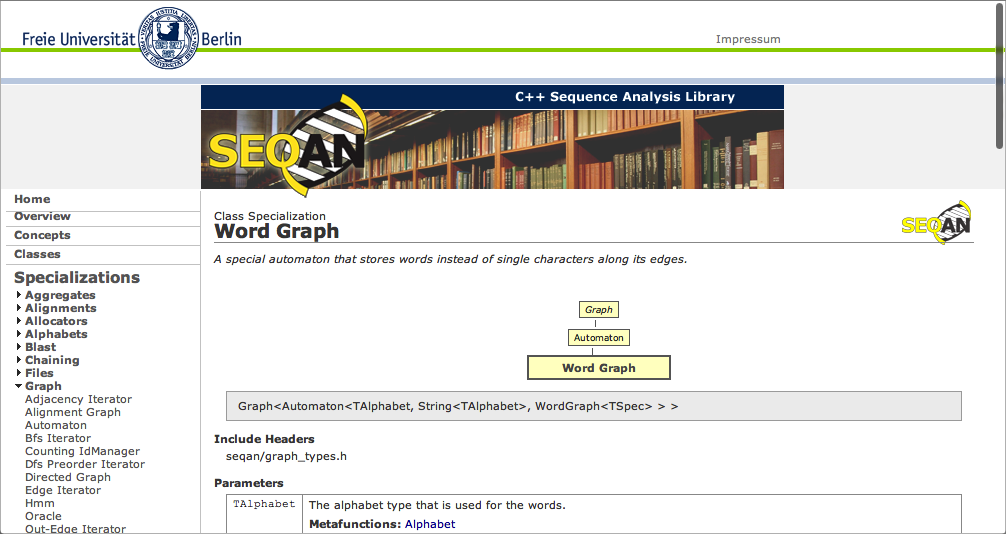 Freie Universität Berlin
Impressum
C++ Sequence Analysis Library
SEQAN
Home
Overview
Concepts
Classes
Specializations
Aggregates
Alignments
Allocators
Alphabets
Blast
Chaining
Files
Graph
Adjacency Iterator
Alignment Graph
Automaton
Bfs Iterator
Counting IdManager
Dfs Preorder Iterator
Directed Graph
Edge Iterator
Hmm
Oracle
Out-Edge Iterator
Class Specialization
Word Graph
SEQAN
A special automaton that stores words instead of single characters along its edges.
Graph
Automaton
Word Graph
Graph<Automaton<TAlphabet, String<TAlphabet>, WordGraph<TSpec> > >
Include Headers
seqan/graph_types.h
Parameters
TAlphabet The alphabet type that is used for the words.
Metafunctions: Alphabet